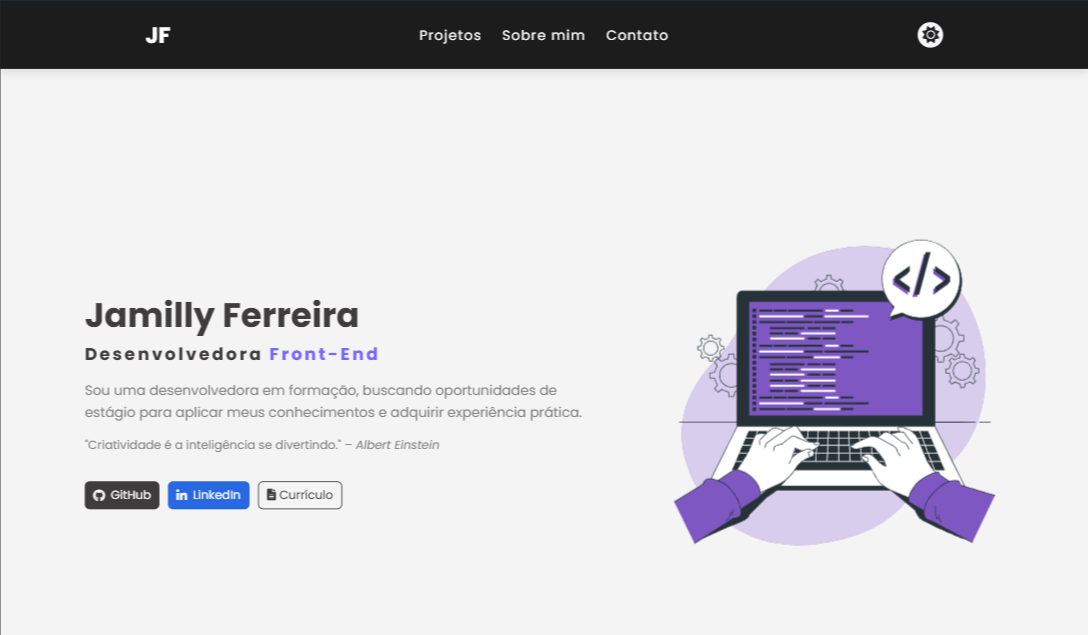 JF
Projetos Sobre mim Contato
Jamilly Ferreira
Desenvolvedora Front-End
Sou uma desenvolvedora em formação, buscando oportunidades de
estágio para aplicar meus conhecimentos e adquirir experiência prática.
"Criatividade é a inteligência se divertindo." – Albert Einstein
GitHub LinkedIn Currículo
</>